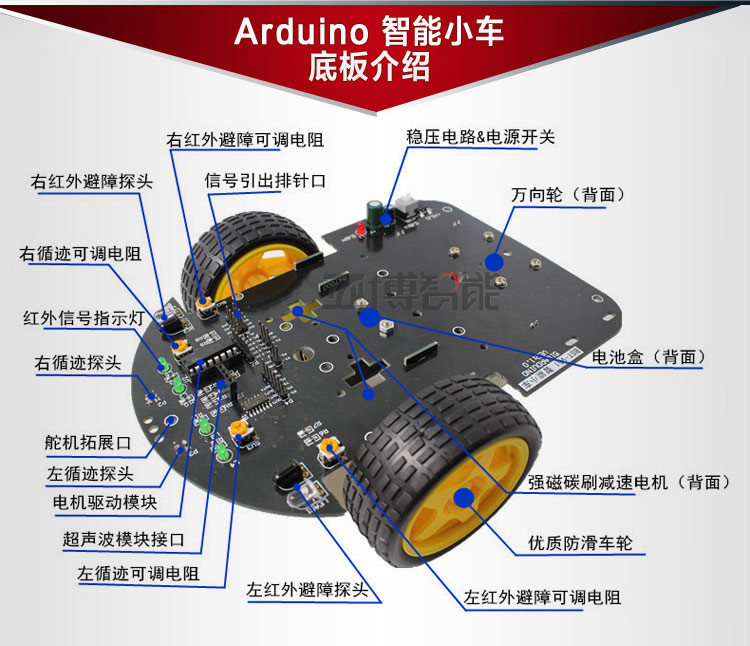 Arduino 智能小车
底板介绍
右红外避障可调电阻
稳压电路&电源开关
右红外避障探头
信号引出排针口
万向轮（背面）
右循迹可调电阻
亚博智能
红外信号指示灯
右循迹探头
电池盒（背面）
舵机拓展口
左循迹探头
强磁碳刷减速电机（背面）
电机驱动模块
超声波模块接口
优质防滑车轮
左循迹可调电阻
左红外避障探头
左红外避障可调电阻